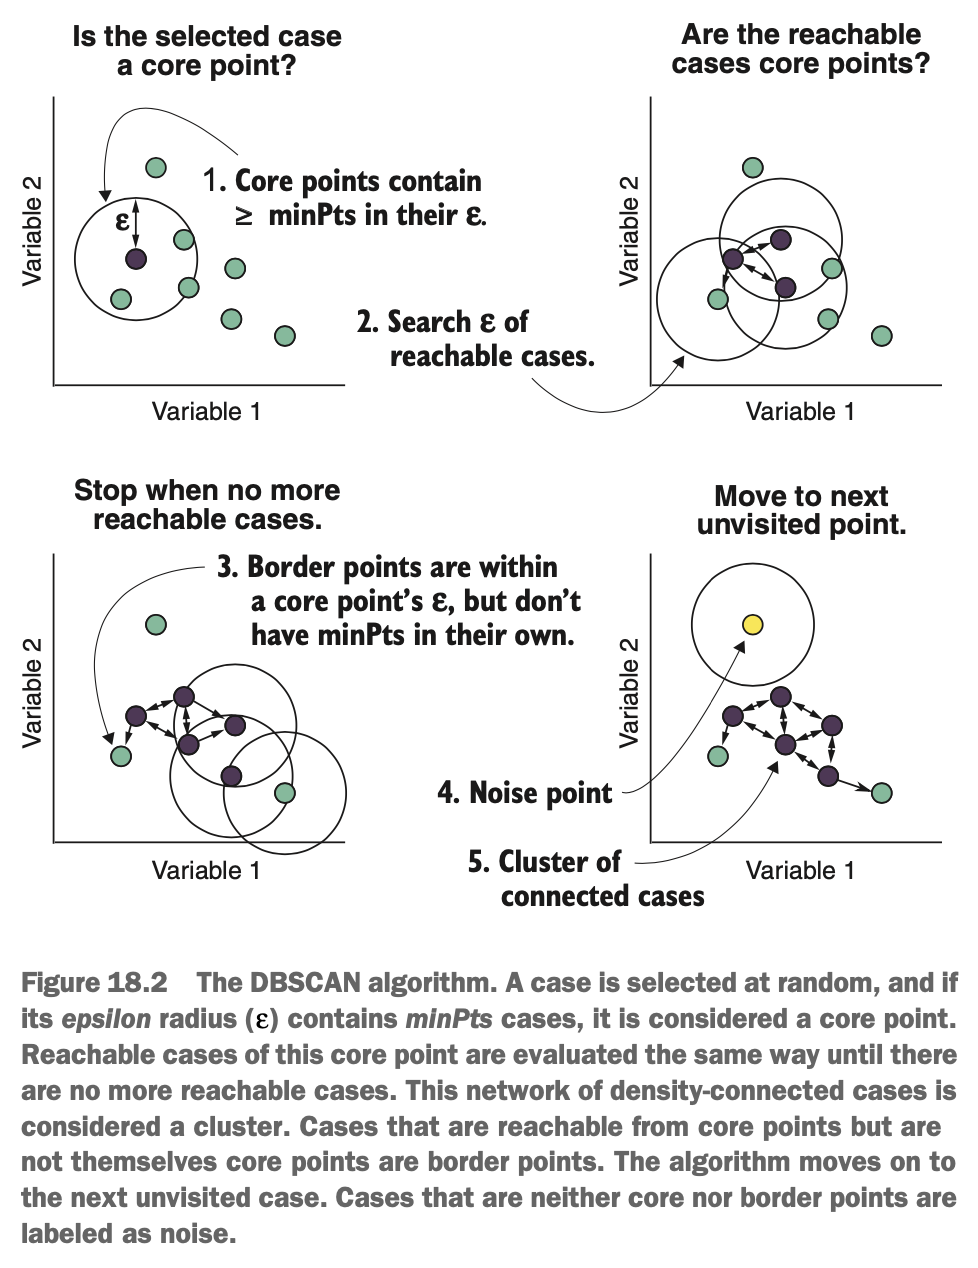 Is the selected case
a core point?
Are the reachable
cases core points?
Variable 2
ε
1. Core points contain
≥ minPts in their ε.
Variable 1
2. Search ε of
reachable cases.
Variable 2
Variable 1
Stop when no more
reachable cases.
Move to next
unvisited point.
Variable 2
3. Border points are within
a core point's ε, but don't
have minPts in their own.
Variable 1
Variable 2
4. Noise point
5. Cluster of
connected cases
Variable 1
Figure 18.2 The DBSCAN algorithm. A case is selected at random, and if
its epsilon radius (ε) contains minPts cases, it is considered a core point.
Reachable cases of this core point are evaluated the same way until there
are no more reachable cases. This network of density-connected cases is
considered a cluster. Cases that are reachable from core points but are
not themselves core points are border points. The algorithm moves on to
the next unvisited case. Cases that are neither core nor border points are
labeled as noise.